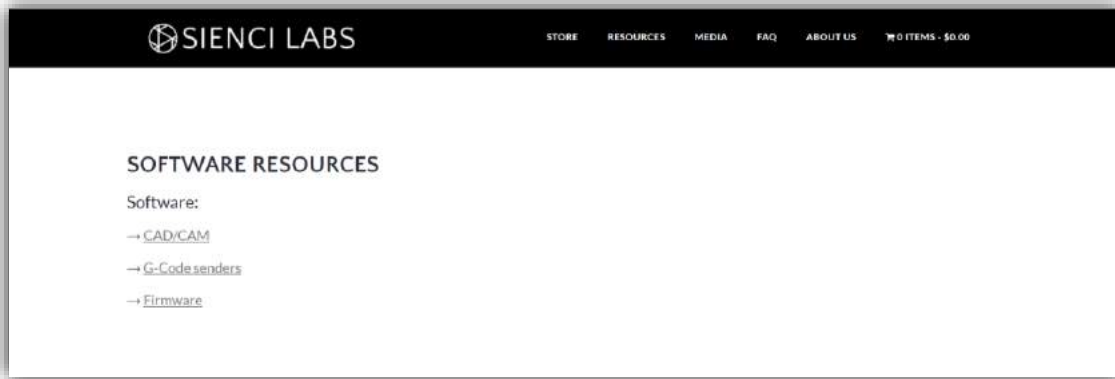 SIENCI LABS
STORE RESOURCES MEDIA FAQ ABOUT US 0 ITEMS - $0.00
SOFTWARE RESOURCES
Software:
→ CAD/CAM
→ G-Code senders
→ Firmware